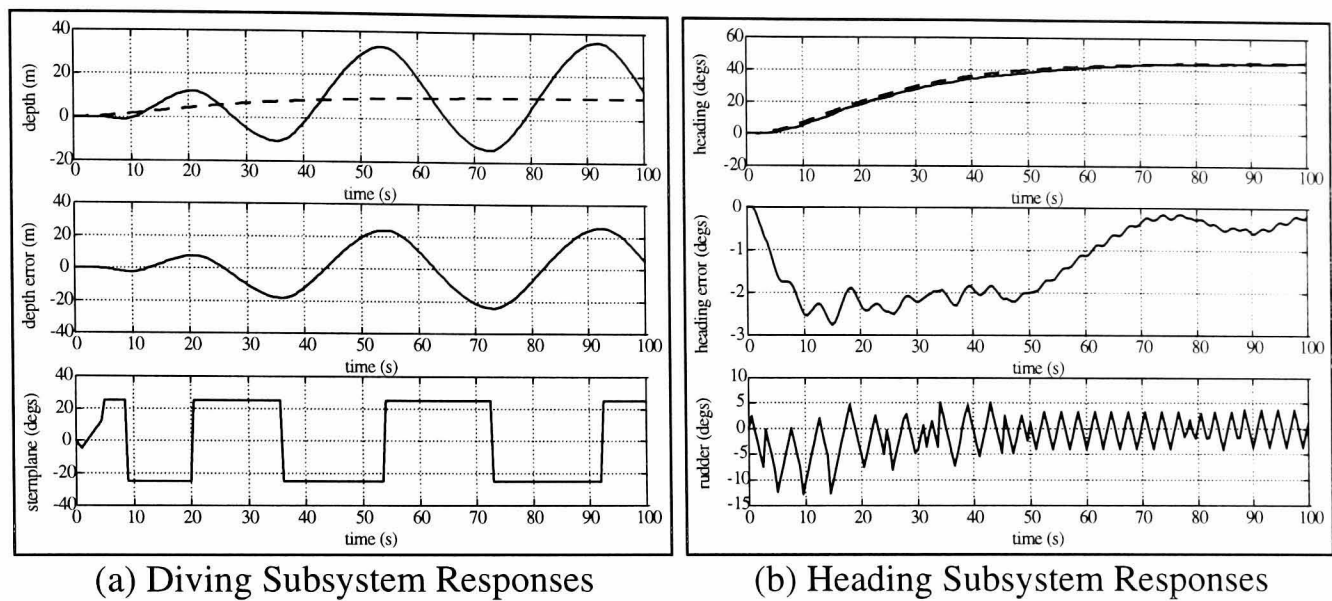 depth (m)
40
20
0
-20
0 10 20 30 40 50 60 70 80 90 100
time (s)
depth error (m)
40
20
0
-20
-40
0 10 20 30 40 50 60 70 80 90 100
time (s)
sternplane (degs)
40
20
0
-20
-40
0 10 20 30 40 50 60 70 80 90 100
time (s)
(a) Diving Subsystem Responses
heading (degs)
60
40
20
0
-20
0 10 20 30 40 50 60 70 80 90 100
time (s)
heading error (degs)
0
-1
-2
-3
0 10 20 30 40 50 60 70 80 90 100
time (s)
rudder (degs)
10
5
0
-5
-10
-15
0 10 20 30 40 50 60 70 80 90 100
time (s)
(b) Heading Subsystem Responses